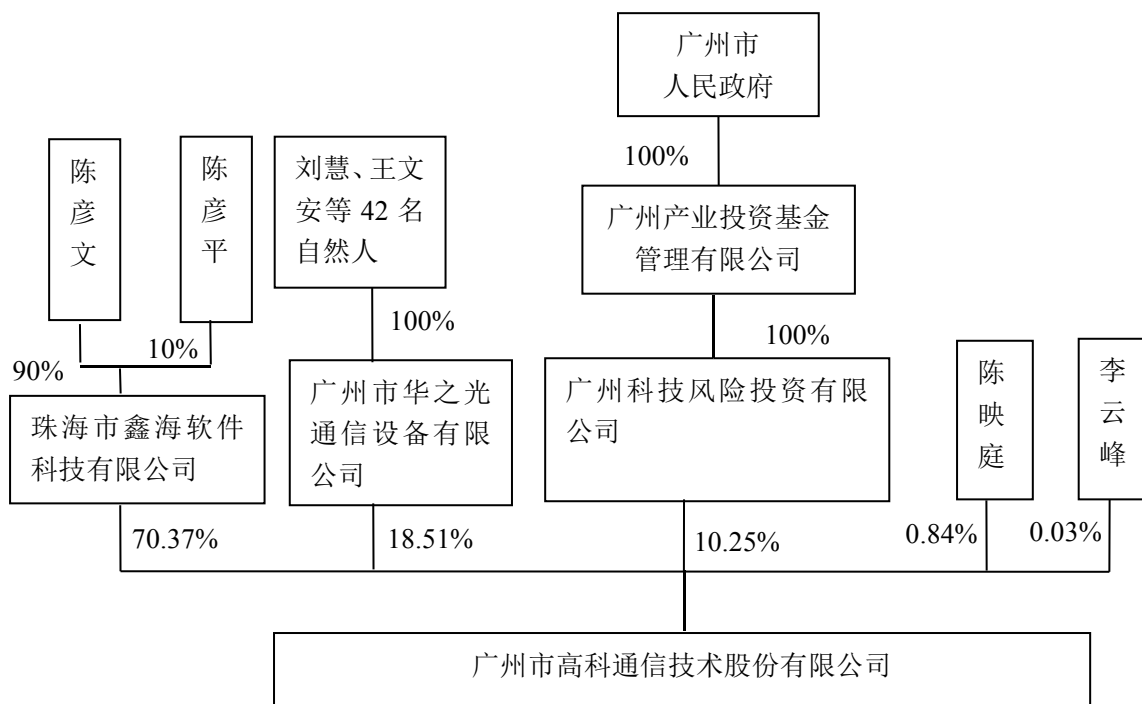 广州市
人民政府
100%
陈彦文
陈彦平
刘慧、王文
安等 42 名
自然人
广州产业投资基金
管理有限公司
90%
10%
100%
100%
珠海市鑫海软件
科技有限公司
广州市华之光
通信设备有限
公司
广州科技风险投资有限
公司
陈映庭
李云峰
70.37%
18.51%
10.25%
0.84%
0.03%
广州市高科通信技术股份有限公司